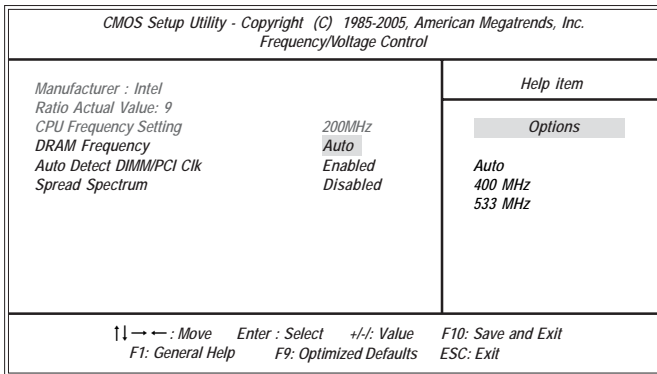 CMOS Setup Utility - Copyright (C) 1985-2005, American Megatrends, Inc.
Frequency/Voltage Control
Manufacturer : Intel
Ratio Actual Value: 9
CPU Frequency Setting 200MHz
DRAM Frequency Auto
Auto Detect DIMM/PCI Clk Enabled
Spread Spectrum Disabled
Help item
Options
Auto
400 MHz
533 MHz
↑↓→← : Move Enter : Select +/-/: Value F10: Save and Exit
F1: General Help F9: Optimized Defaults ESC: Exit